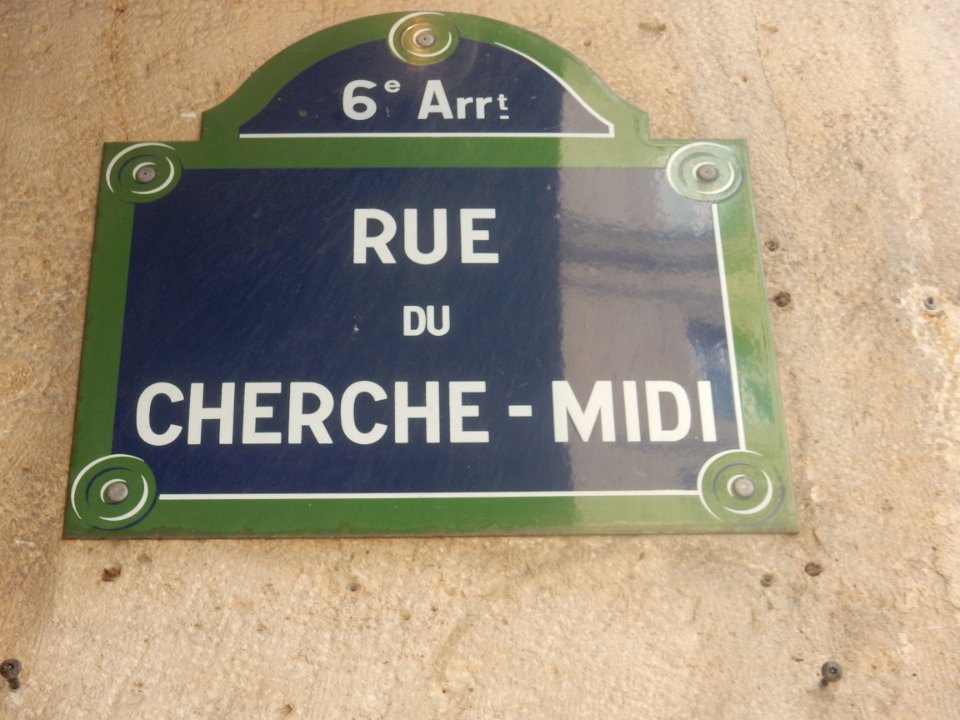 6e Arrt
RUE
DU
CHERCHE-MIDI